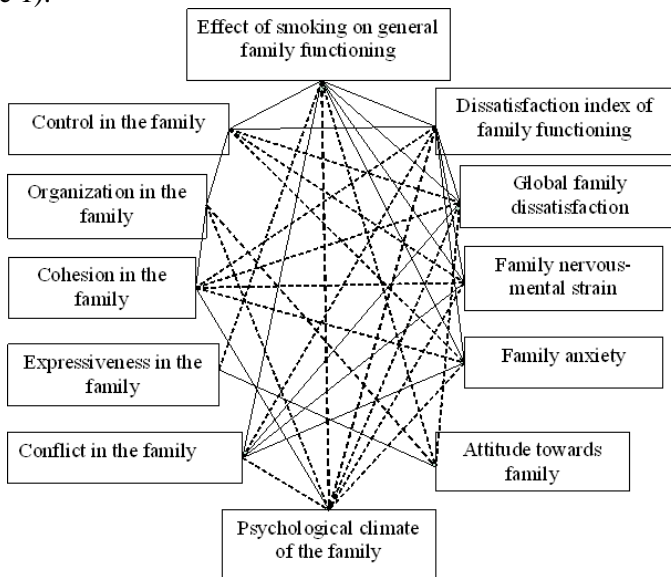 Effect of smoking on general
family functioning
Control in the family
Dissatisfaction index of
family functioning
Organization in the
family
Global family
dissatisfaction
Cohesion in the
family
Family nervous-
mental strain
Expressiveness in the
family
Family anxiety
Conflict in the family
Attitude towards
family
Psychological climate
of the family